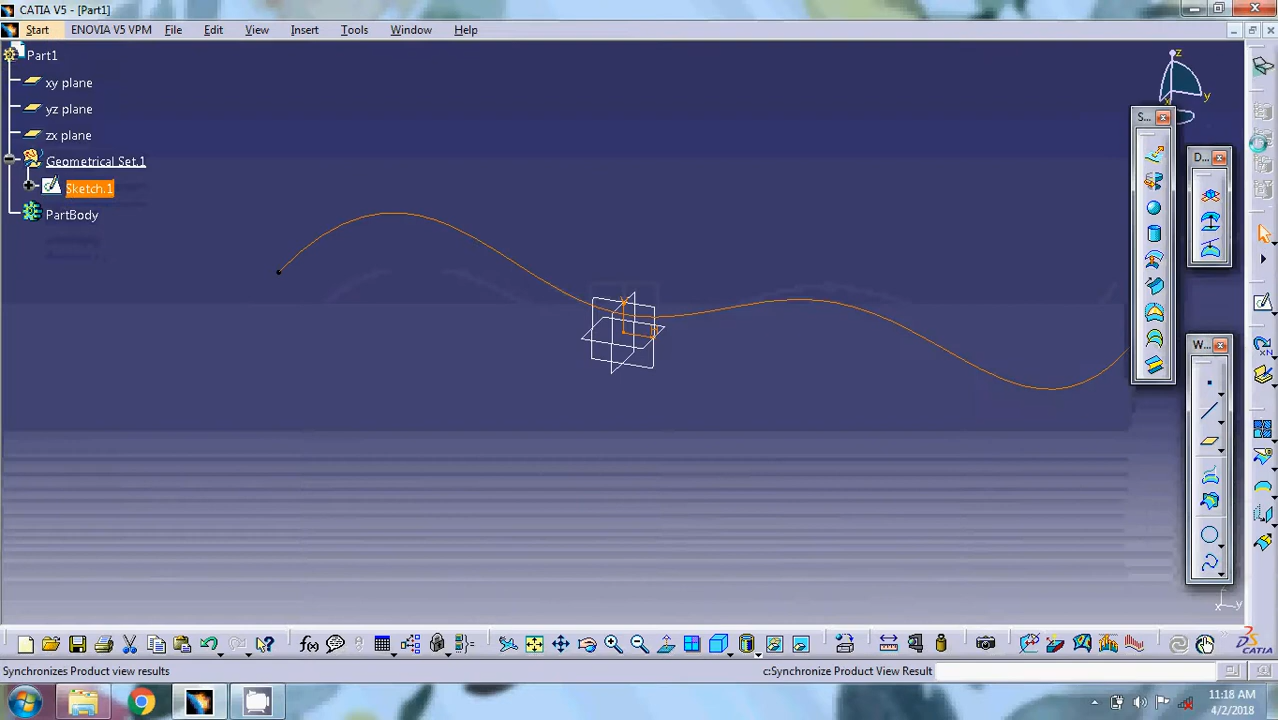 CATIA V5 - [Part1]
Start ENOVIA V5 VPM File Edit View Insert Tools Window Help
Part1
xy plane
yz plane
zx plane
Geometrical Set.1
Sketch.1
PartBody
z
y
x
S...
D...
W...
x y
Synchronizes Product view results
c:Synchronize Product View Result
CATIA
11:18 AM
4/2/2018